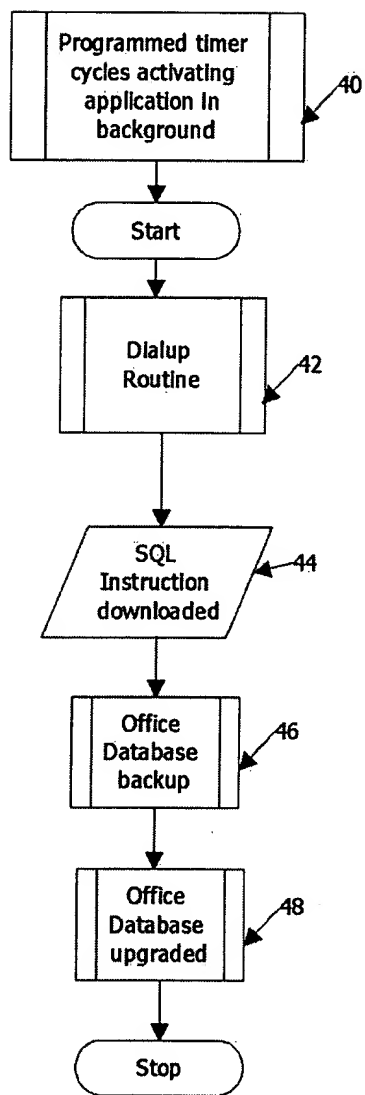 Programmed timer
cycles activating
application in
background
40
Start
Dialup
Routine
42
SQL
Instruction
downloaded
44
Office
Database
backup
46
Office
Database
upgraded
48
Stop